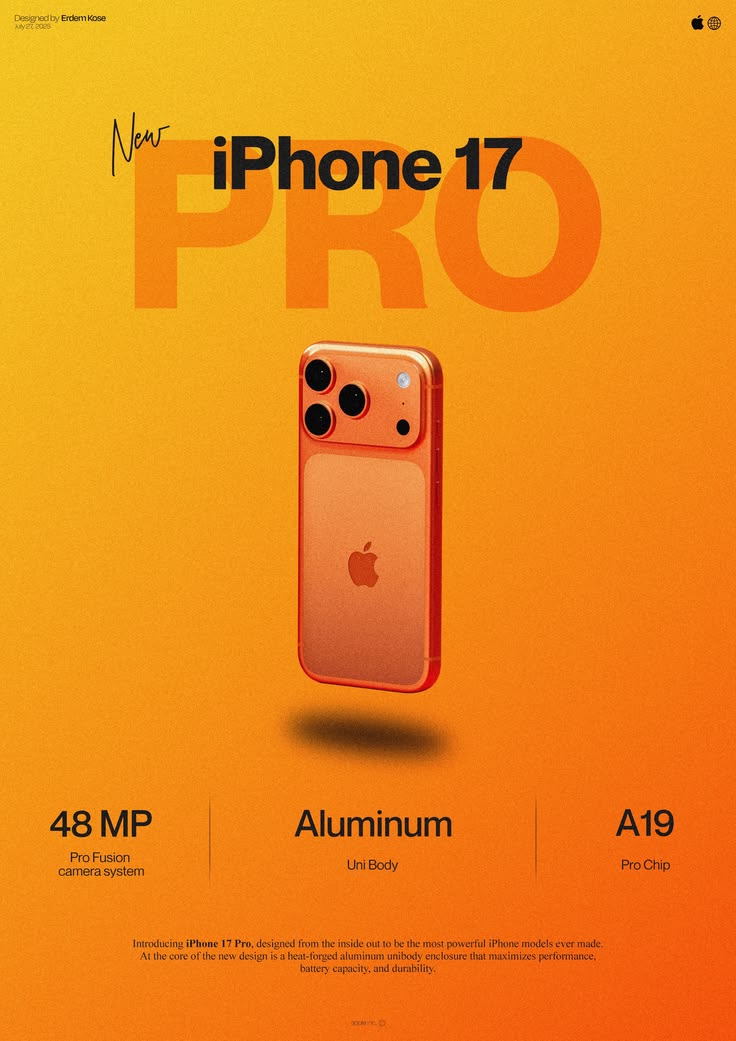 Designed by Erdem Kose
July 27, 2025
New
iPhone 17
PRO
48 MP
Pro Fusion
camera system
Aluminum
Uni Body
A19
Pro Chip
Introducing iPhone 17 Pro, designed from the inside out to be the most powerful iPhone models ever made.
At the core of the new design is a heat-forged aluminum unibody enclosure that maximizes performance,
battery capacity, and durability.